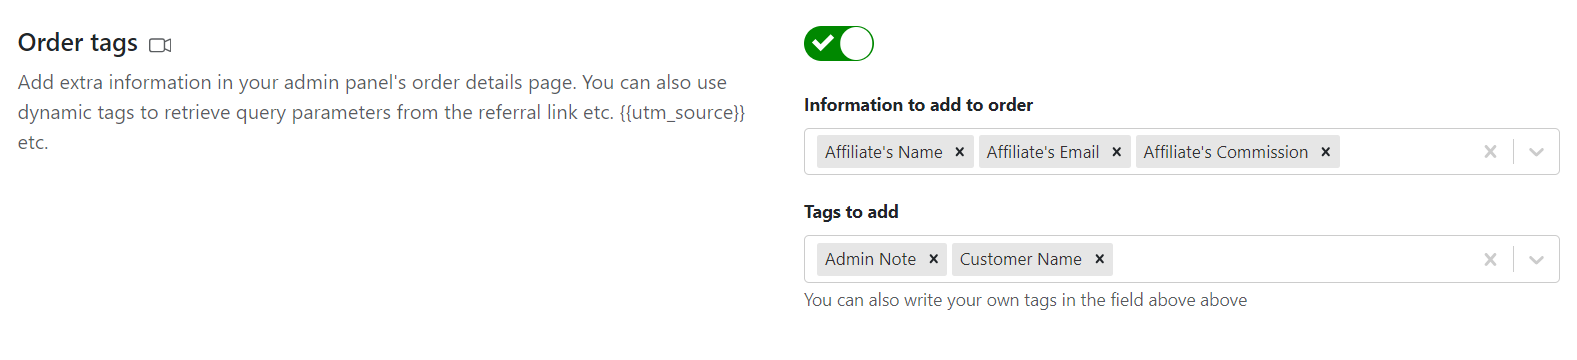 Order tags
Add extra information in your admin panel's order details page. You can also use
dynamic tags to retrieve query parameters from the referral link etc. {{utm_source}}
etc.
Information to add to order
Affiliate's Name × Affiliate's Email × Affiliate's Commission ×
Tags to add
Admin Note × Customer Name ×
You can also write your own tags in the field above above